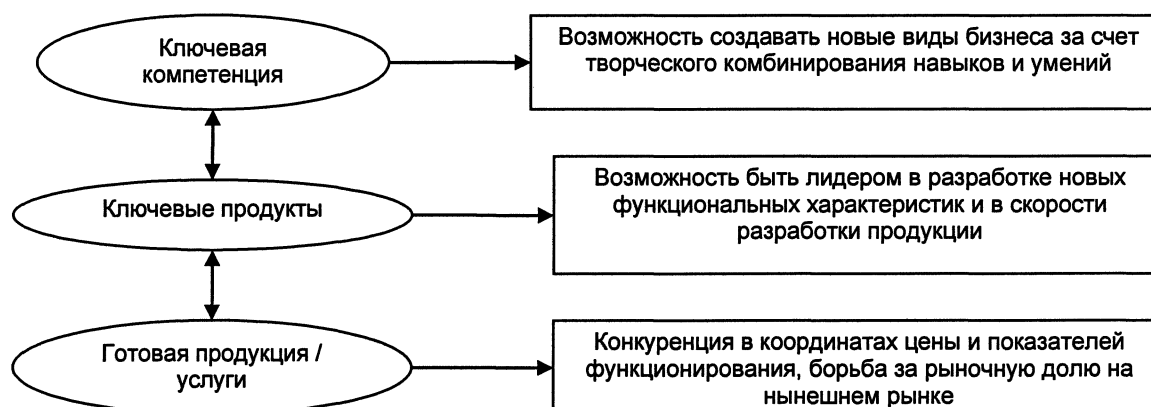 Ключевая
компетенция
Возможность создавать новые виды бизнеса за счет
творческого комбинирования навыков и умений
Ключевые продукты
Возможность быть лидером в разработке новых
функциональных характеристик и в скорости
разработки продукции
Готовая продукция /
услуги
Конкуренция в координатах цены и показателей
функционирования, борьба за рыночную долю на
нынешнем рынке